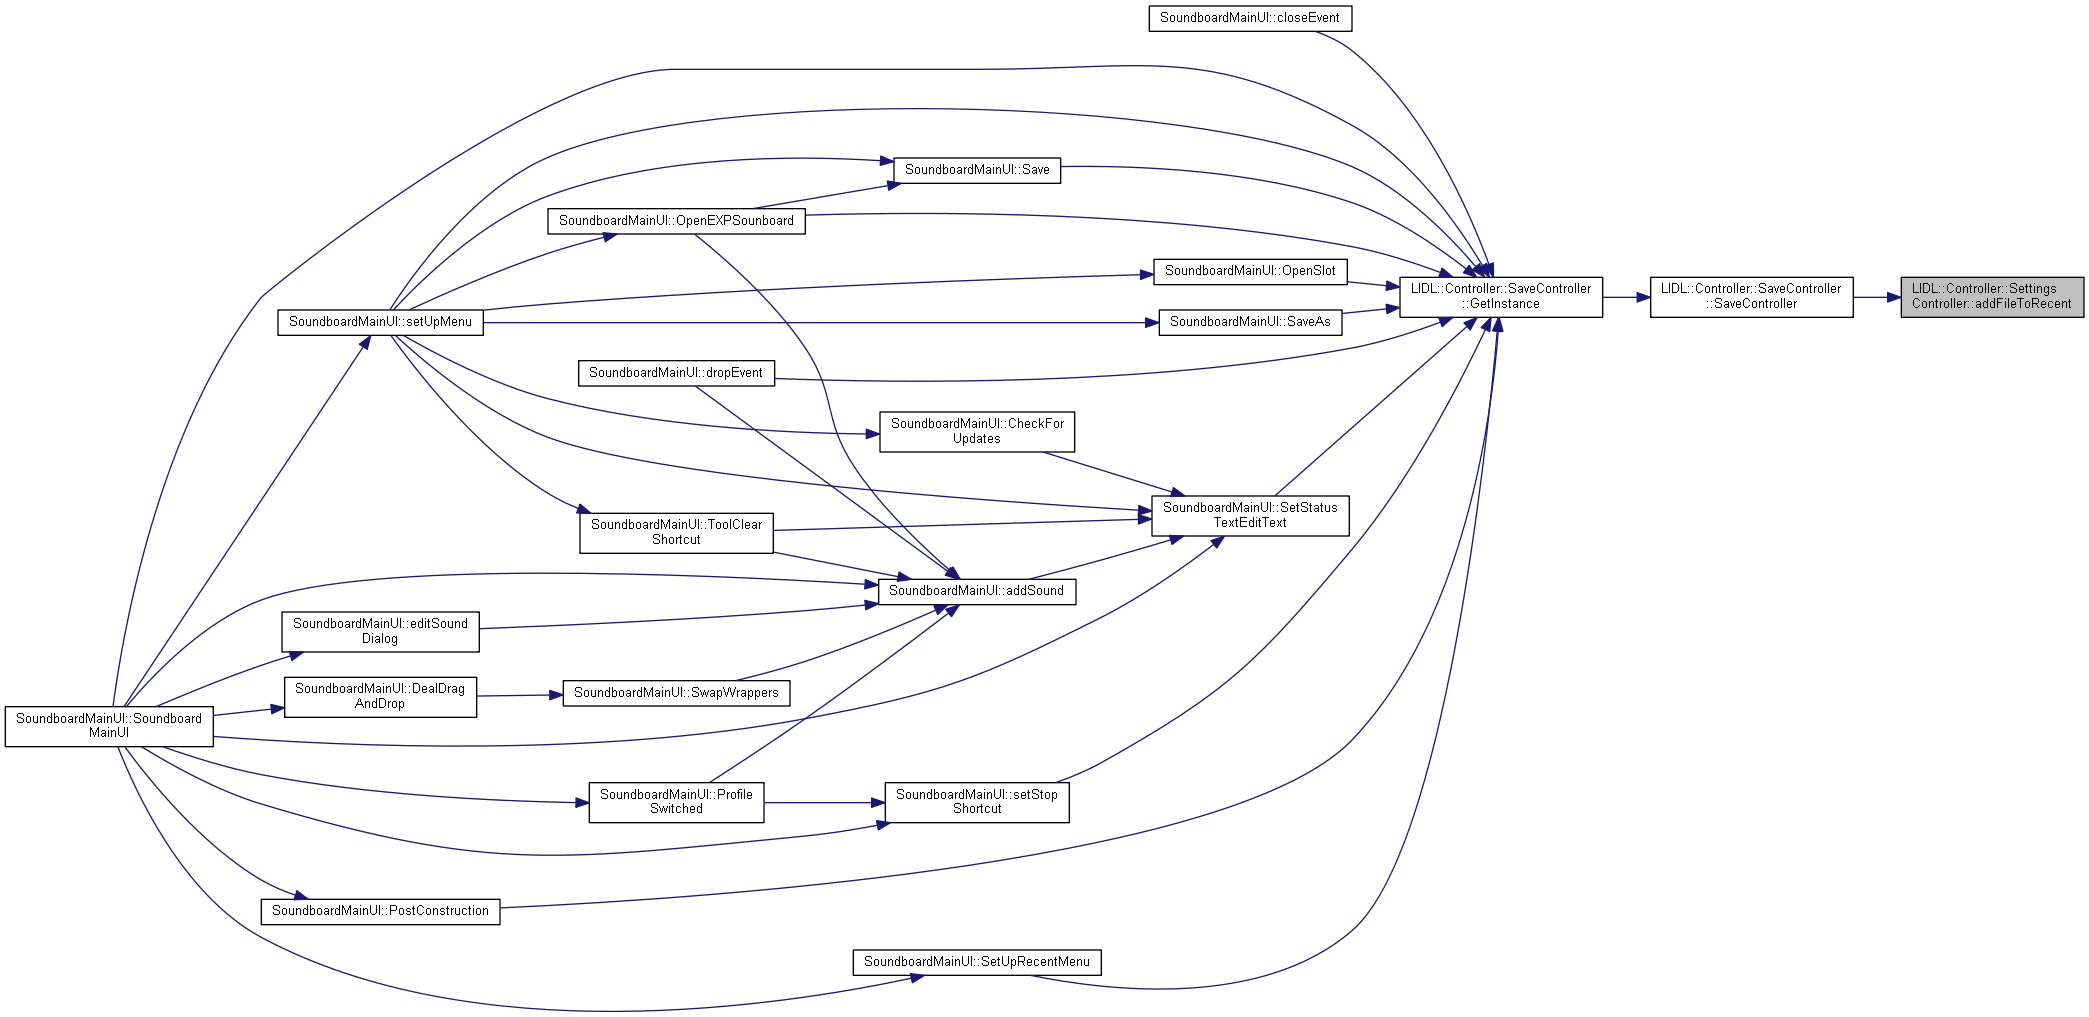 SoundboardMainUI::closeEvent
SoundboardMainUI::Save
SoundboardMainUI::OpenEXPSounboard
SoundboardMainUI::OpenSlot
LIDL::Controller::SaveController
::GetInstance
LIDL::Controller::SaveController
::SaveController
LIDL::Controller::Settings
Controller::addFileToRecent
SoundboardMainUI::setUpMenu
SoundboardMainUI::SaveAs
SoundboardMainUI::dropEvent
SoundboardMainUI::CheckFor
Updates
SoundboardMainUI::SetStatus
TextEditText
SoundboardMainUI::ToolClear
Shortcut
SoundboardMainUI::addSound
SoundboardMainUI::editSound
Dialog
SoundboardMainUI::DealDrag
AndDrop
SoundboardMainUI::SwapWrappers
SoundboardMainUI::Soundboard
MainUI
SoundboardMainUI::Profile
Switched
SoundboardMainUI::setStop
Shortcut
SoundboardMainUI::PostConstruction
SoundboardMainUI::SetUpRecentMenu